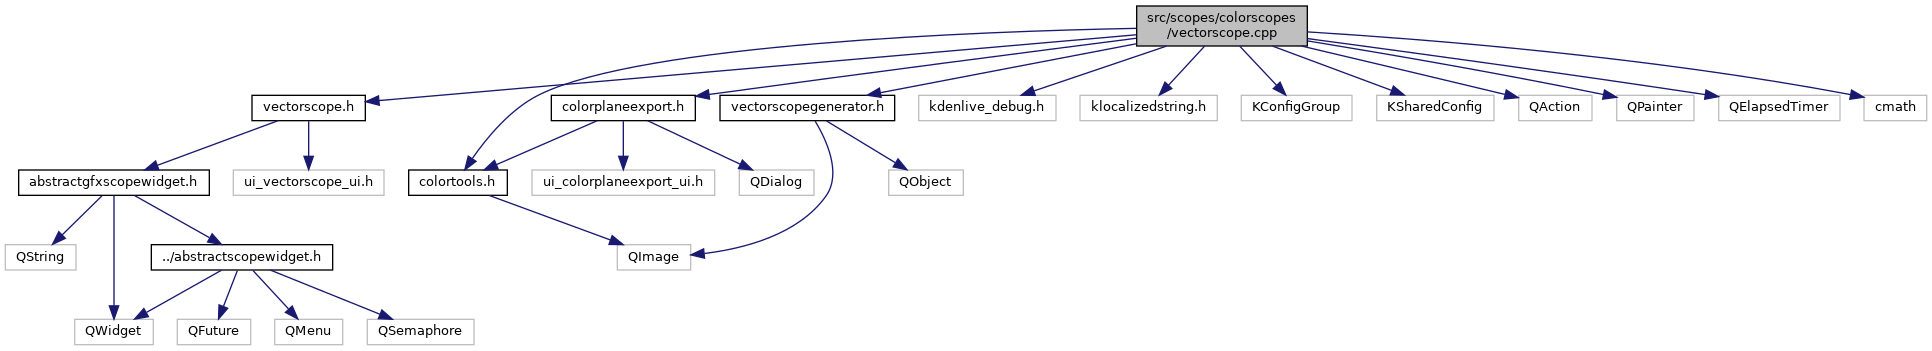 src/scopes/colorscopes
/vectorscope.cpp
vectorscope.h
colorplaneexport.h
vectorscopegenerator.h
kdenlive_debug.h
klocalizedstring.h
KConfigGroup
KSharedConfig
QAction
QPainter
QElapsedTimer
cmath
abstractgfxscopewidget.h
ui_vectorscope_ui.h
colortools.h
ui_colorplaneexport_ui.h
QDialog
QObject
QString
../abstractscopewidget.h
QImage
QWidget
QFuture
QMenu
QSemaphore